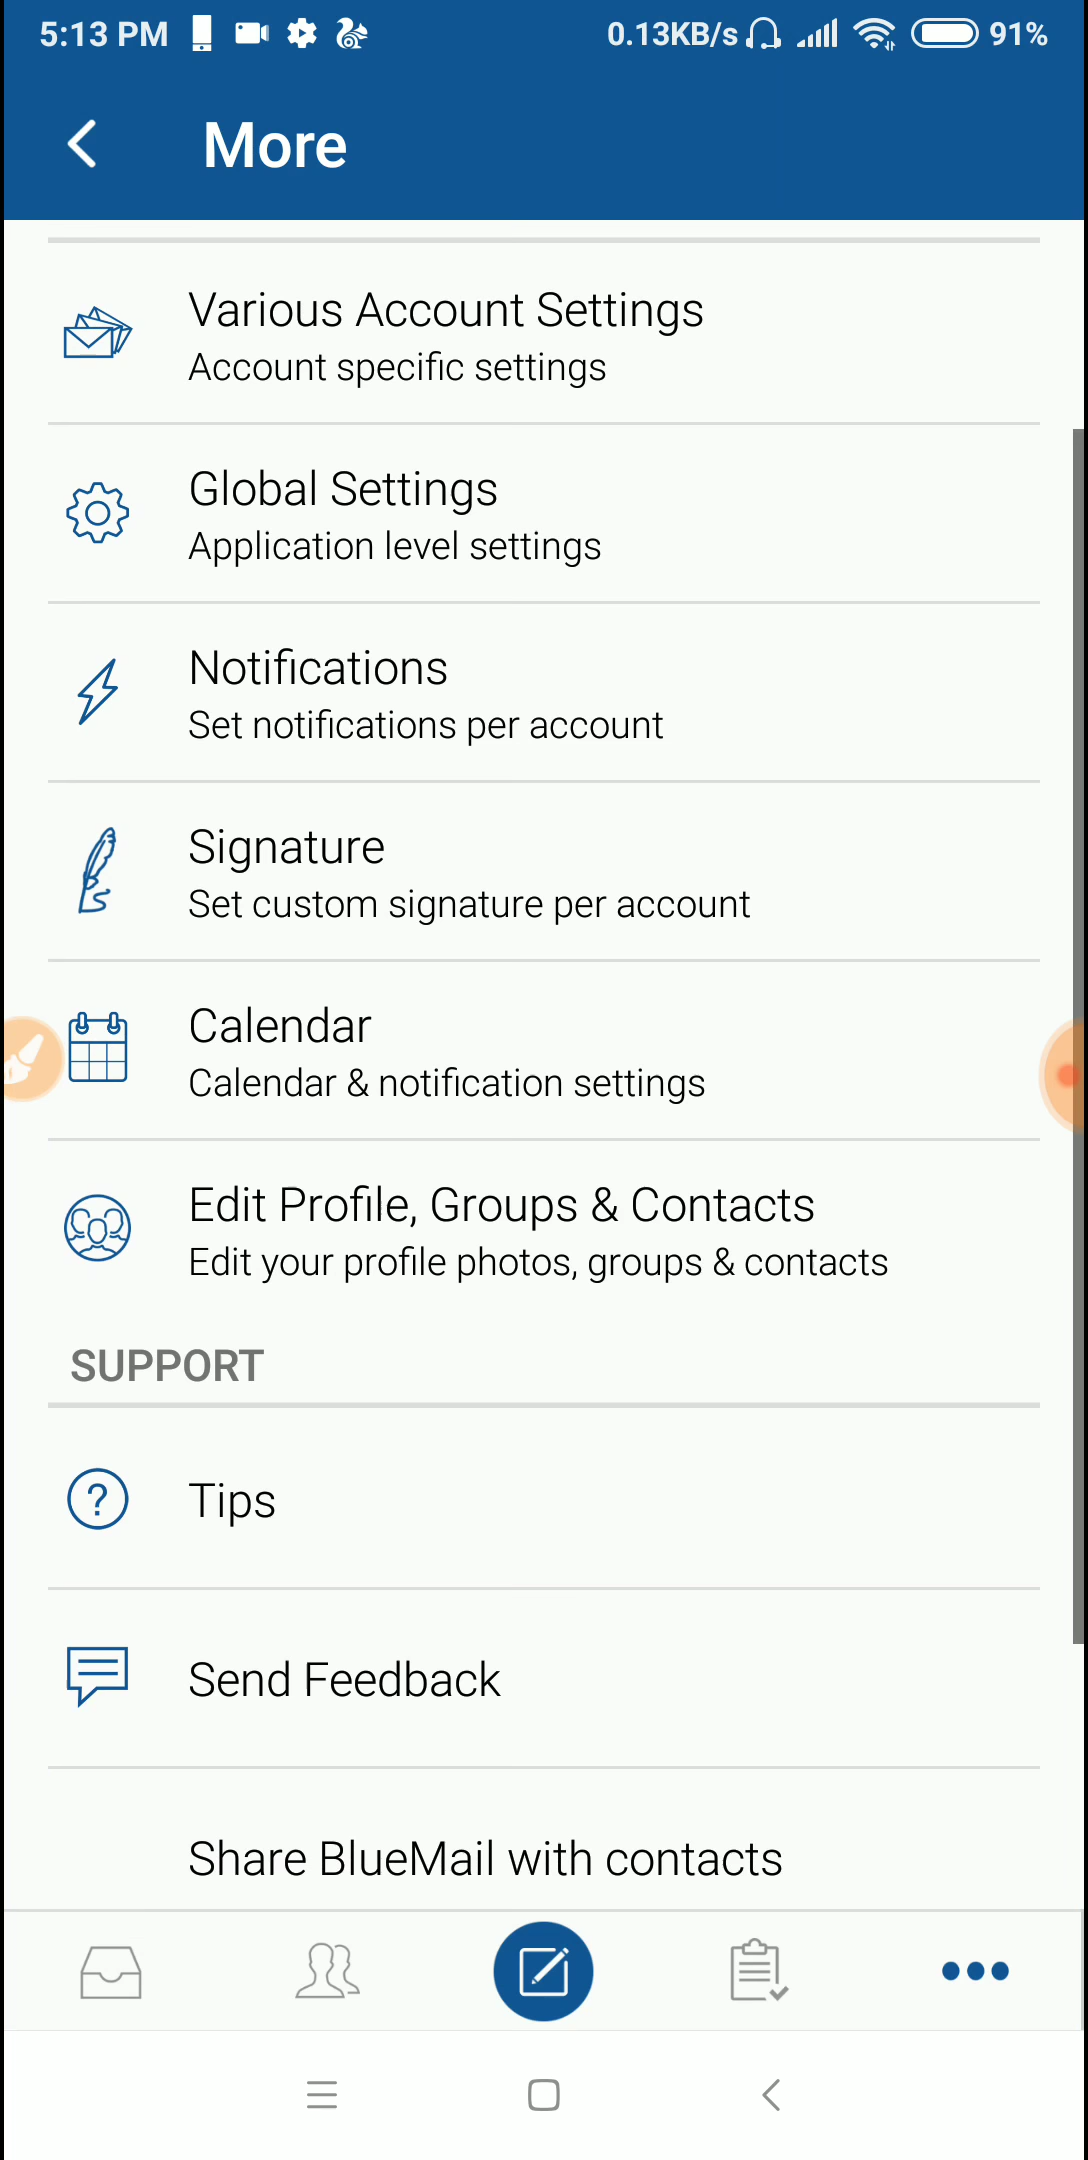 5:13 PM 0.13KB/s 91%
More
Various Account Settings
Account specific settings
Global Settings
Application level settings
Notifications
Set notifications per account
Signature
Set custom signature per account
Calendar
Calendar & notification settings
Edit Profile, Groups & Contacts
Edit your profile photos, groups & contacts
SUPPORT
Tips
Send Feedback
Share BlueMail with contacts